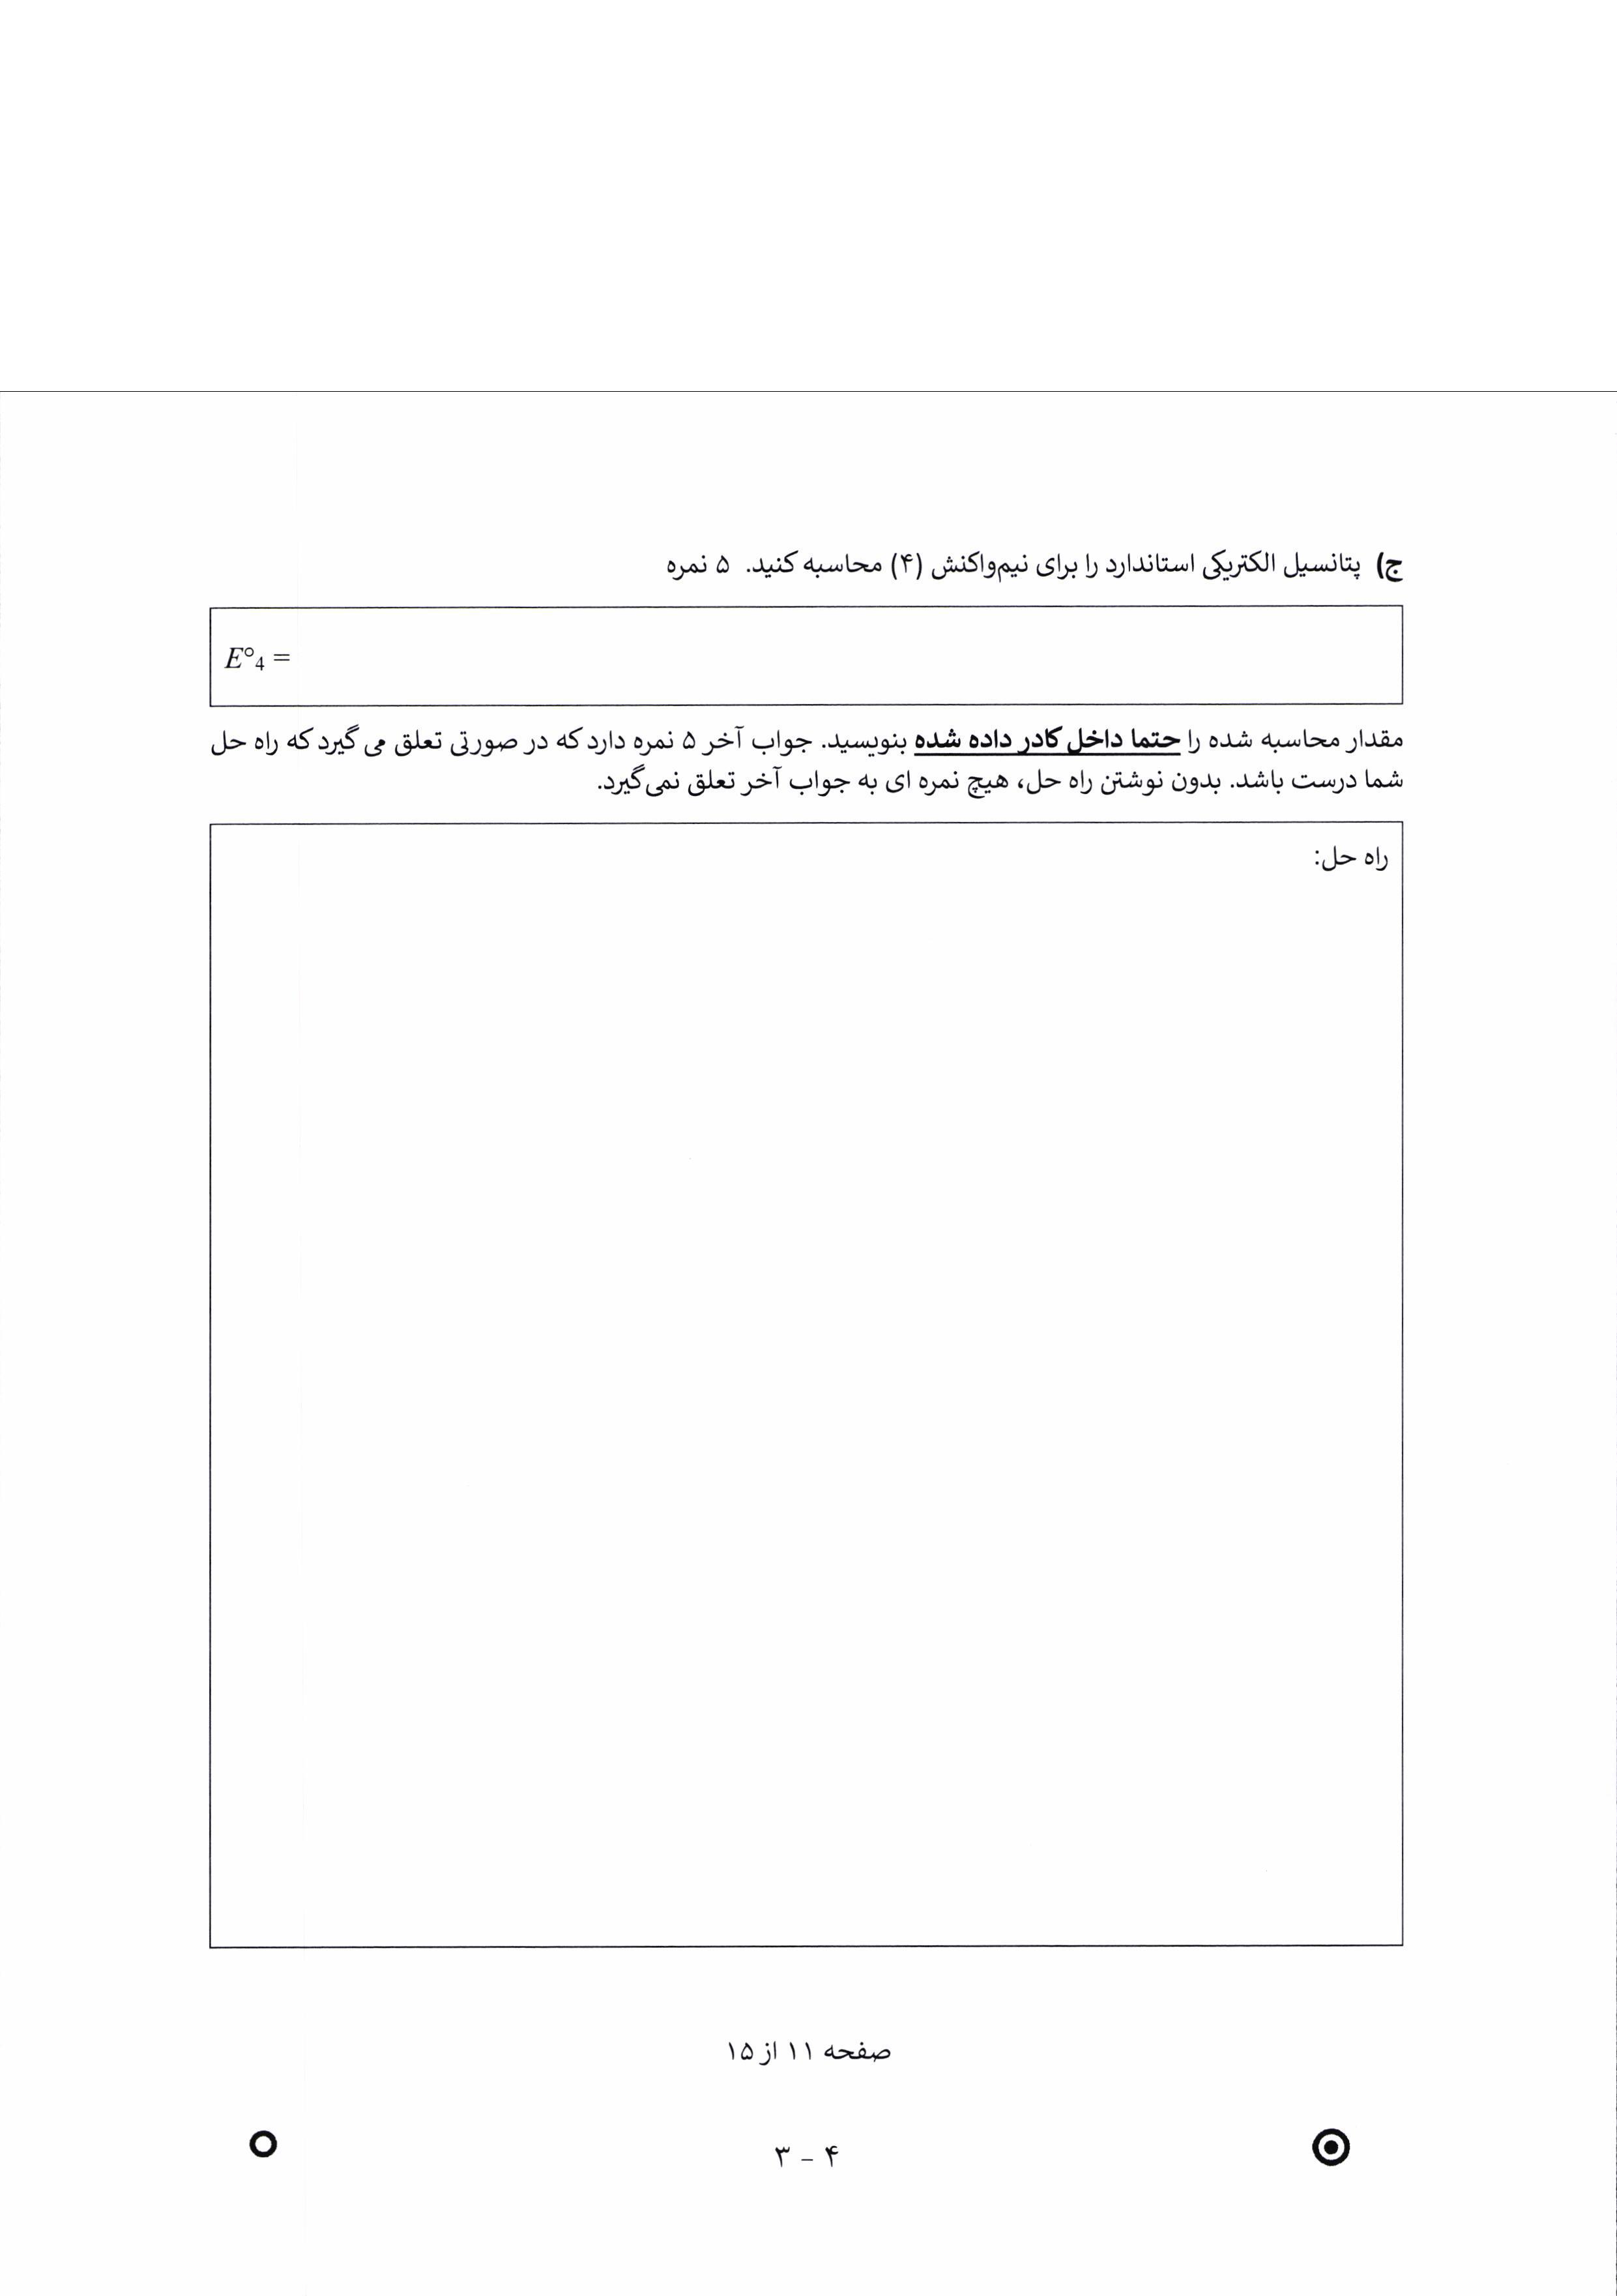 ج) پتانسیل الکتریکی استاندارد را برای نیم‌واکنش (۴) محاسبه کنید. ۵ نمره
E°₄ =
مقدار محاسبه شده را حتما داخل کادر داده شده بنویسید. جواب آخر ۵ نمره دارد که در صورتی تعلق می گیرد که راه حل
شما درست باشد. بدون نوشتن راه حل، هیچ نمره ای به جواب آخر تعلق نمی‌گیرد.
راه حل:
صفحه ۱۱ از ۱۵
۳ – ۴